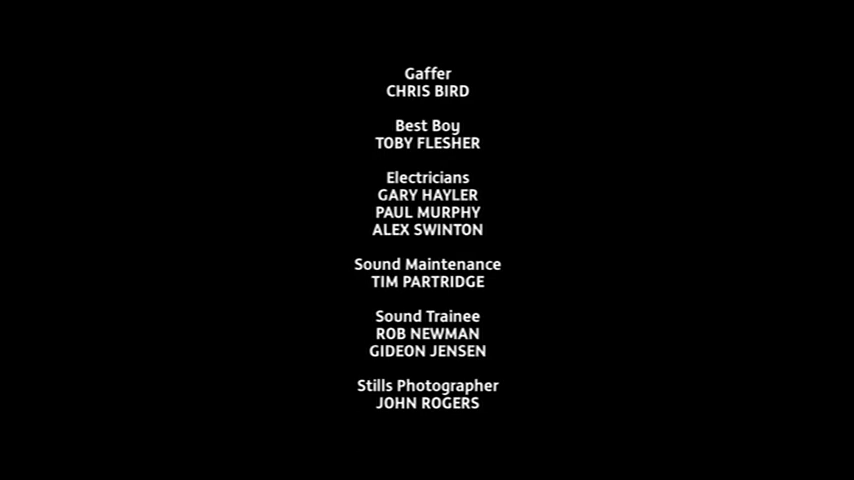 Gaffer
CHRIS BIRD
Best Boy
TOBY FLESHER
Electricians
GARY HAYLER
PAUL MURPHY
ALEX SWINTON
Sound Maintenance
TIM PARTRIDGE
Sound Trainee
ROB NEWMAN
GIDEON JENSEN
Stills Photographer
JOHN ROGERS